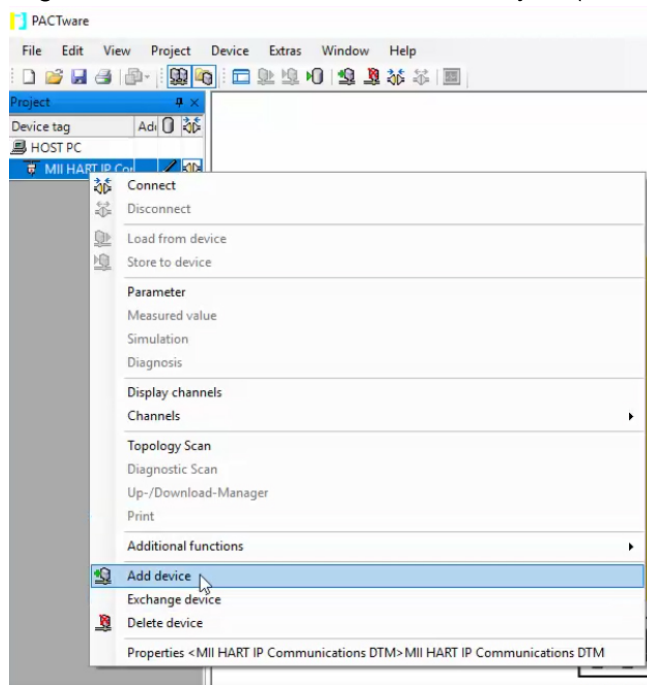 PACTware
File Edit View Project Device Extras Window Help
Project
Device tag Ad
HOST PC
MII HART IP Co
Connect
Disconnect
Load from device
Store to device
Parameter
Measured value
Simulation
Diagnosis
Display channels
Channels
Topology Scan
Diagnostic Scan
Up-/Download-Manager
Print
Additional functions
Add device
Exchange device
Delete device
Properties <MII HART IP Communications DTM>MII HART IP Communications DTM